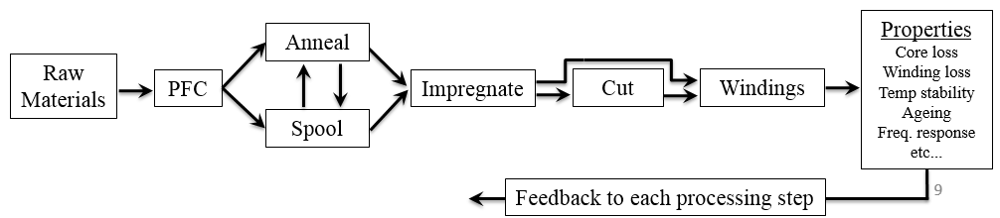 Raw
Materials
PFC
Anneal
Spool
Impregnate
Cut
Windings
Properties
Core loss
Winding loss
Temp stability
Ageing
Freq. response
etc...
Feedback to each processing step
9